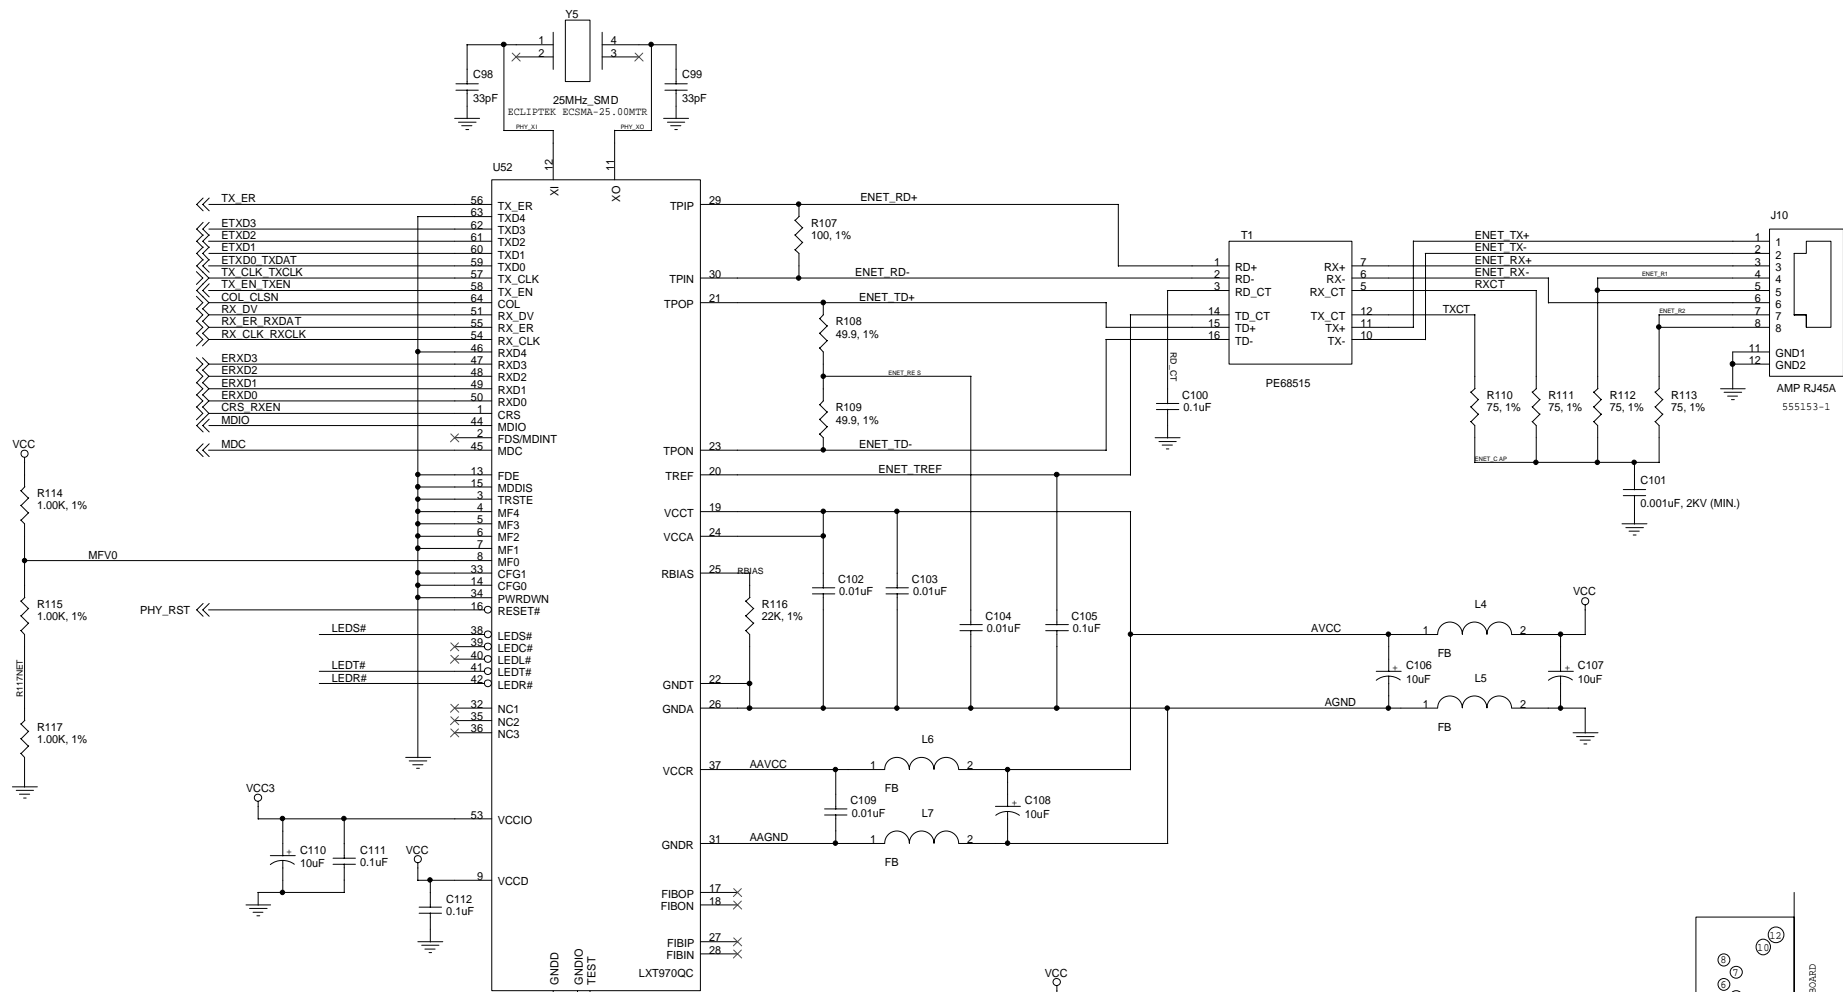 Y5
1
2
4
3
C98
33pF
C99
33pF
25MHz_SMD
ECLIPTEK ECSMA-25.00MTR
PHY_XI
PHY_XO
12
11
U52
XI
XO
TX_ER
56
TX_ER
63
TXD4
ETXD3
62
TXD3
ETXD2
61
TXD2
ETXD1
60
TXD1
ETXD0_TXDAT
59
TXD0
TX_CLK_TXCLK
57
TX_CLK
TX_EN_TXEN
58
TX_EN
COL_CLSN
64
COL
RX_DV
51
RX_DV
RX_ER_RXDAT
55
RX_ER
RX_CLK_RXCLK
54
RX_CLK
46
RXD4
ERXD3
47
RXD3
ERXD2
48
RXD2
ERXD1
49
RXD1
ERXD0
50
RXD0
CRS_RXEN
1
CRS
MDIO
44
MDIO
2
FDS/MDINT
MDC
45
MDC
13
FDE
15
MDDIS
3
TRSTE
4
MF4
5
MF3
6
MF2
7
MF1
MFV0
8
MF0
33
CFG1
14
CFG0
34
PWRDWN
PHY_RST
16
RESET#
LEDS#
38
LEDS#
39
LEDC#
40
LEDL#
LEDT#
41
LEDT#
LEDR#
42
LEDR#
32
NC1
35
NC2
36
NC3
VCC
R114
1.00K, 1%
R115
1.00K, 1%
R117NET
R117
1.00K, 1%
VCC3
53
VCCIO
C110
10uF
C111
0.1uF
VCC
9
VCCD
C112
0.1uF
GNDD
GNDIO
TEST
LXT970QC
TPIP
29
ENET_RD+
R107
100, 1%
TPIN
30
ENET_RD-
TPOP
21
ENET_TD+
R108
49.9, 1%
ENET_RES
R109
49.9, 1%
TPON
23
ENET_TD-
TREF
20
ENET_TREF
VCCT
19
VCCA
24
RBIAS
25
RBIAS
R116
22K, 1%
C102
0.01uF
C103
0.01uF
C104
0.01uF
C105
0.1uF
GNDT
22
GNDA
26
VCCR
37
AAVCC
L6
1
2
FB
C109
0.01uF
C108
10uF
L7
GNDR
31
AAGND
1
2
FB
FIBOP
17
FIBON
18
FIBIP
27
FIBIN
28
T1
1
RD+
2
RD-
3
RD_CT
14
TD_CT
15
TD+
16
TD-
RX+
7
RX-
6
RX_CT
5
TX_CT
12
TX+
11
TX-
10
PE68515
RD_CT
C100
0.1uF
RXCT
TXCT
ENET_TX+
ENET_TX-
ENET_RX+
ENET_RX-
ENET_R1
ENET_R2
J10
1
1
2
2
3
3
4
4
5
5
6
6
7
7
8
8
11
GND1
12
GND2
AMP RJ45A
555153-1
R110
75, 1%
R111
75, 1%
R112
75, 1%
R113
75, 1%
ENET_CAP
C101
0.001uF, 2KV (MIN.)
VCC
L4
AVCC
1
2
FB
C106
10uF
C107
10uF
L5
AGND
1
2
FB
VCC
12
10
8
7
6
BOARD